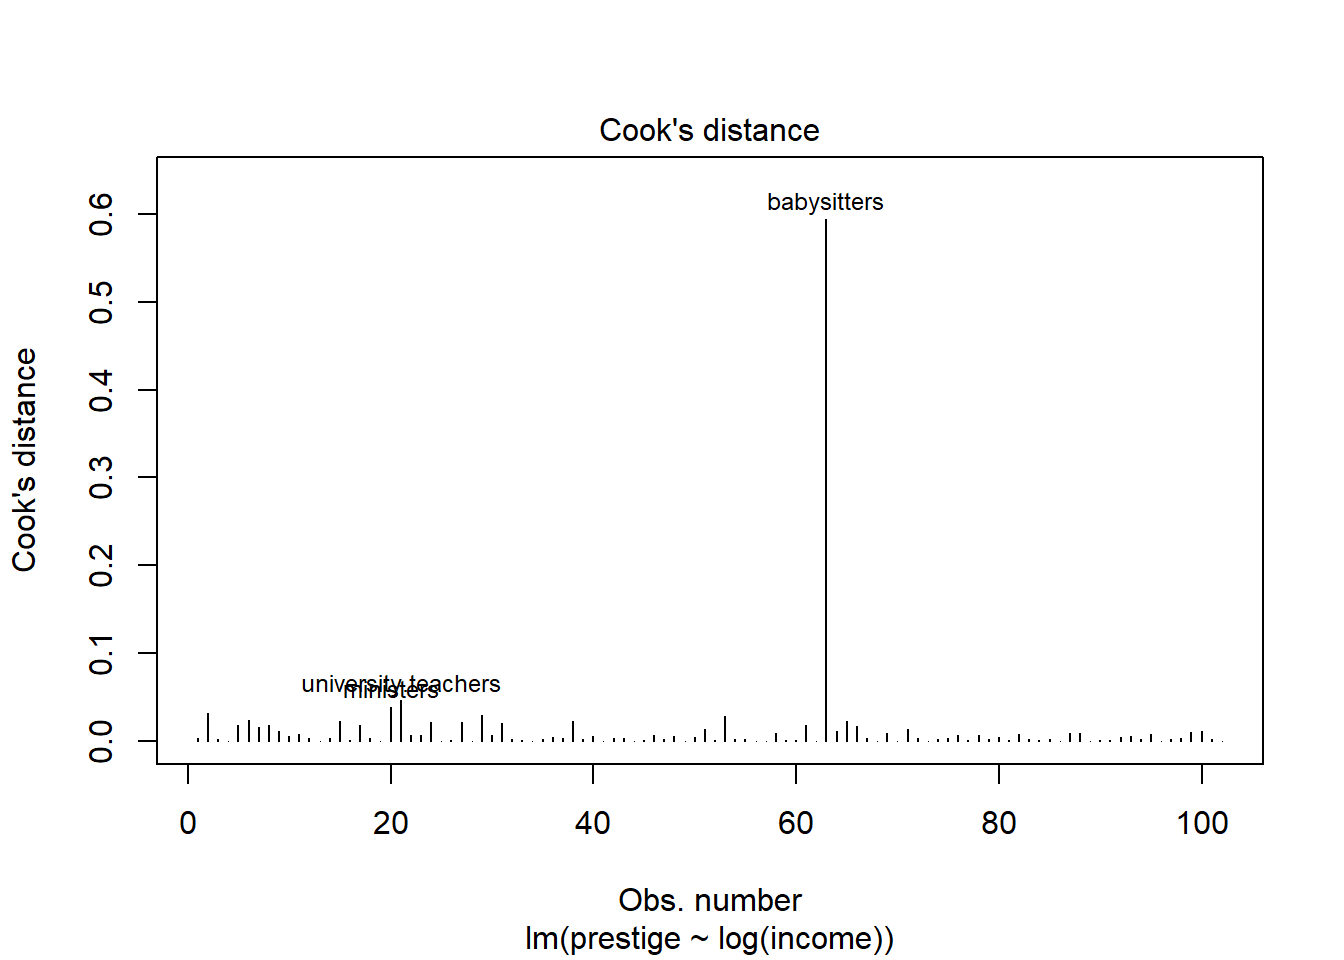 Cook's distance
babysitters
university teachers
ministers
Cook's distance
0.0
0.1
0.2
0.3
0.4
0.5
0.6
0
20
40
60
80
100
Obs. number
lm(prestige ~ log(income))